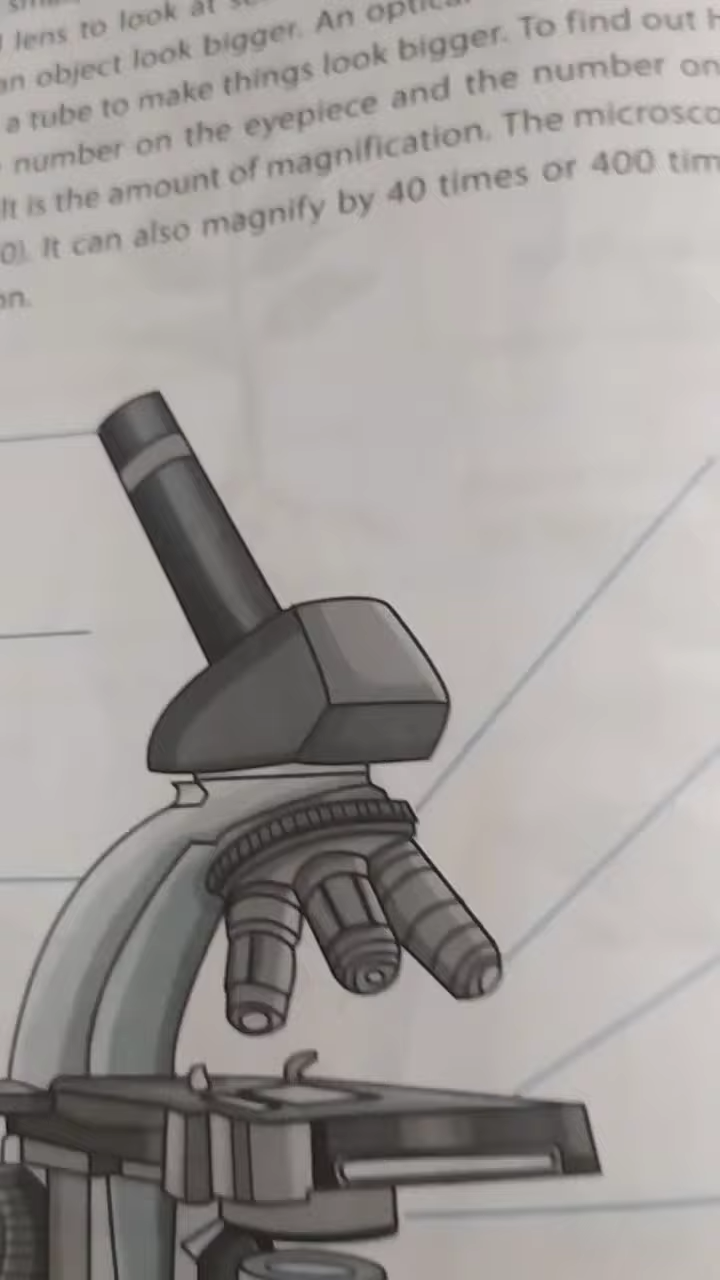 lens to look at
an object look bigger. An optica
a tube to make things look bigger. To find out h
number on the eyepiece and the number on
It is the amount of magnification. The microsco
0). It can also magnify by 40 times or 400 tim
on.